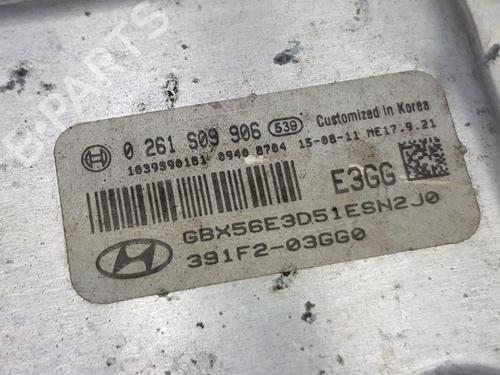 B-PARTS
BOSCH
0 261 S09 906 539 Customized in Korea
1039S90181 0940 8704 15-08-11 ME17.9.21
E3GG
GBX56E3D51ESN2J0
391F2-03GG0